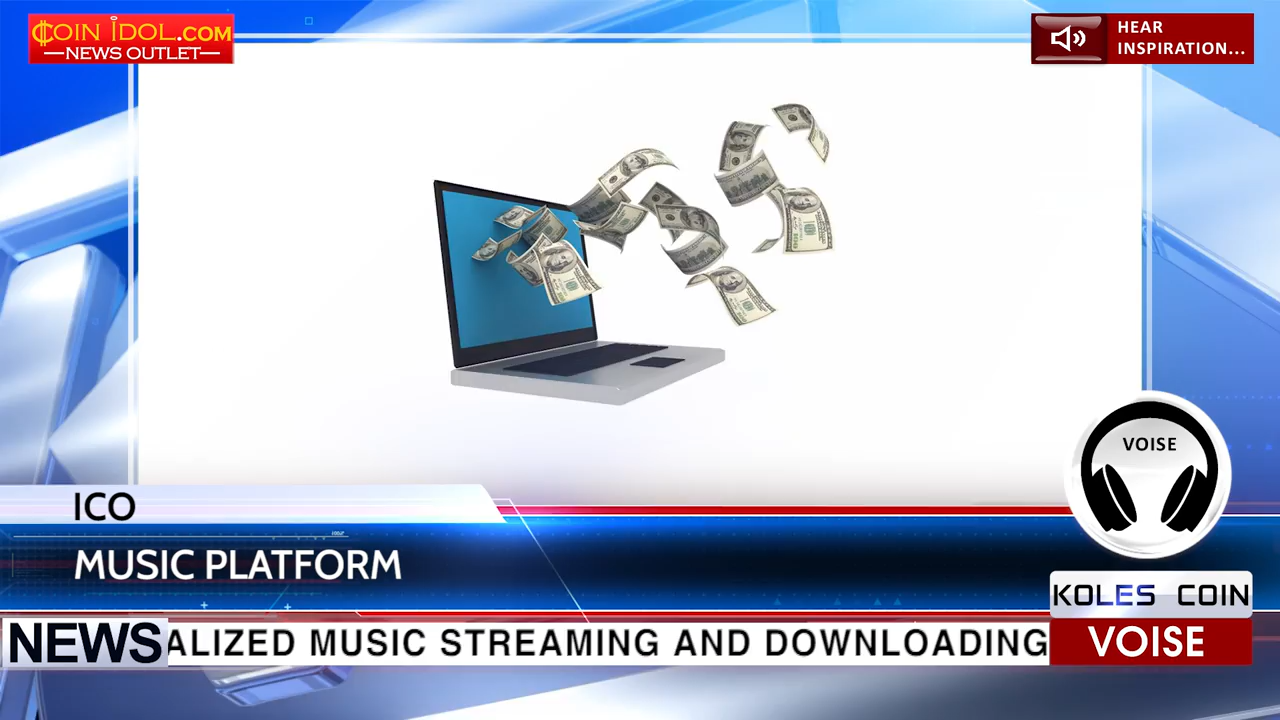 COIN IDOL.COM
NEWS OUTLET
HEAR
INSPIRATION...
VOISE
ICO
MUSIC PLATFORM
KOLES COIN
NEWS
ALIZED MUSIC STREAMING AND DOWNLOADING
VOISE